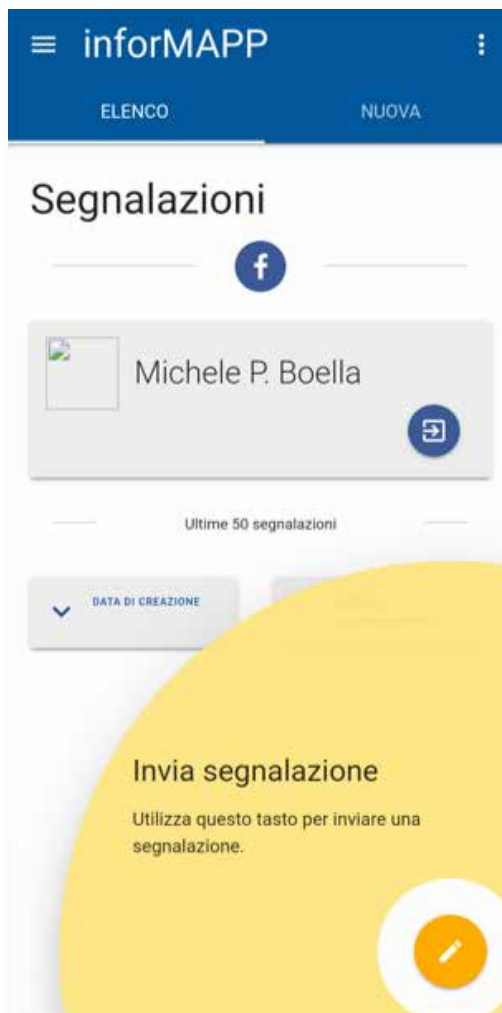 inforMAPP
ELENCO NUOVA
Segnalazioni
f
Michele P. Boella
Ultime 50 segnalazioni
DATA DI CREAZIONE
Invia segnalazione
Utilizza questo tasto per inviare una
segnalazione.